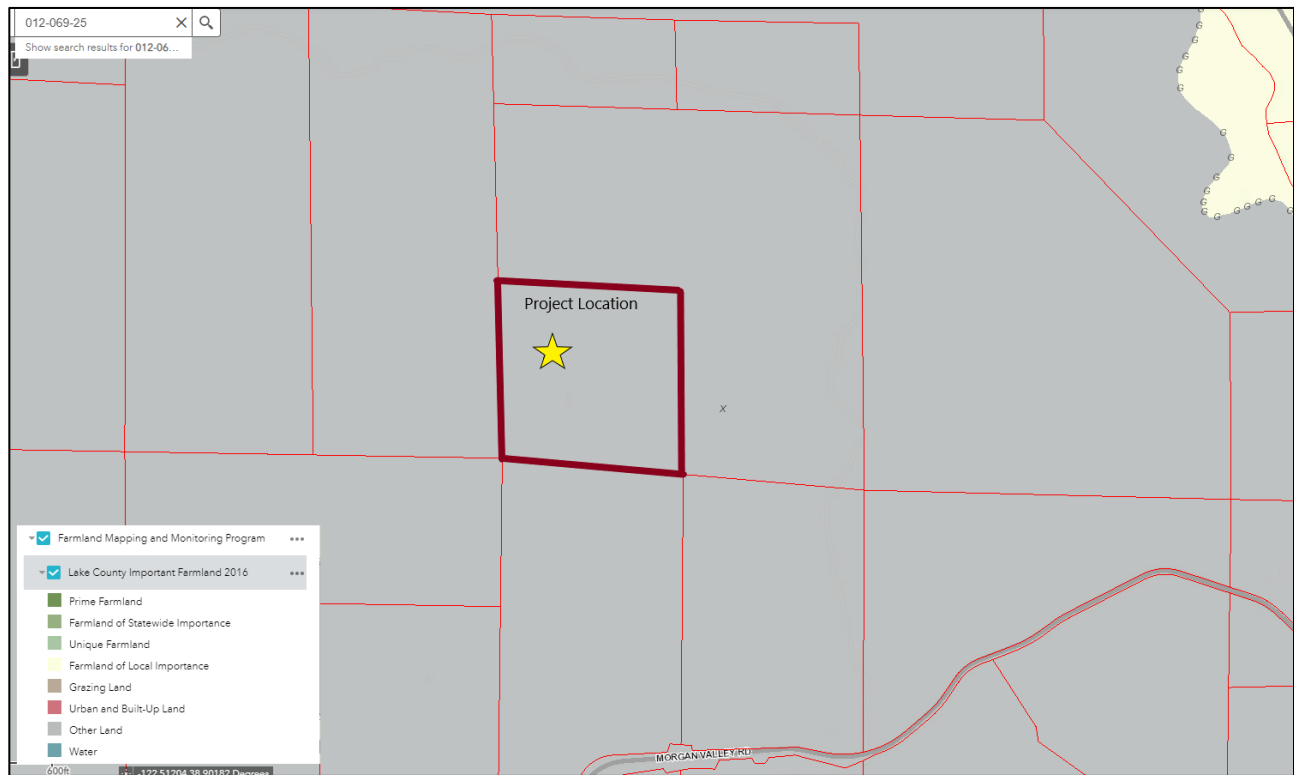 012-069-25
Show search results for 012-06...
Project Location
x
G
G
G
G
G
G
G
G
G
G
G
G
G G G G G
G
Farmland Mapping and Monitoring Program
Lake County Important Farmland 2016
Prime Farmland
Farmland of Statewide Importance
Unique Farmland
Farmland of Local Importance
Grazing Land
Urban and Built-Up Land
Other Land
Water
MORGAN VALLEY RD
600ft
-122.51204 38.90182 Degrees